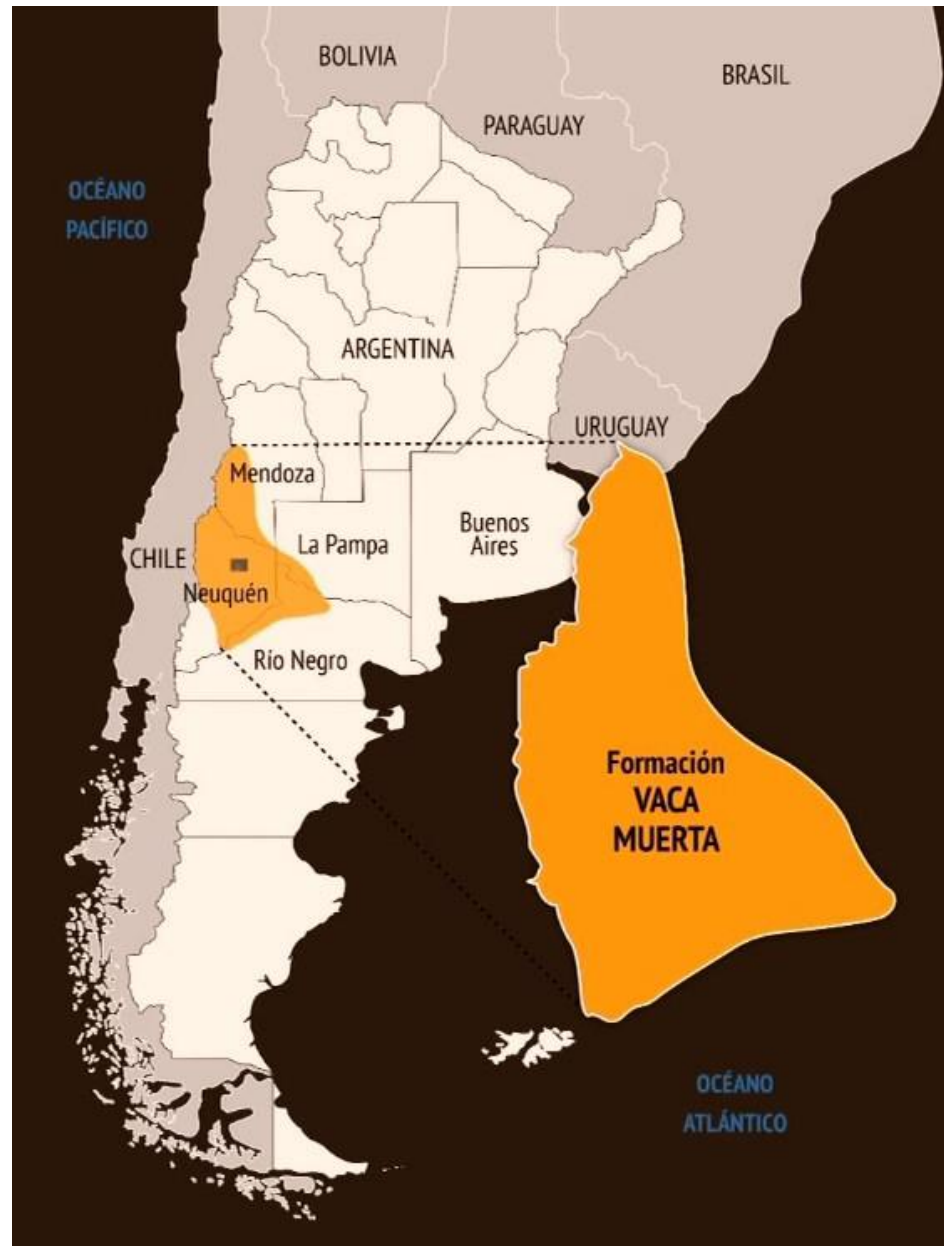 BOLIVIA
BRASIL
PARAGUAY
OCÉANO
PACÍFICO
ARGENTINA
URUGUAY
Mendoza
Buenos
Aires
La Pampa
CHILE
Neuquén
Río Negro
Formación
VACA
MUERTA
OCÉANO
ATLÁNTICO